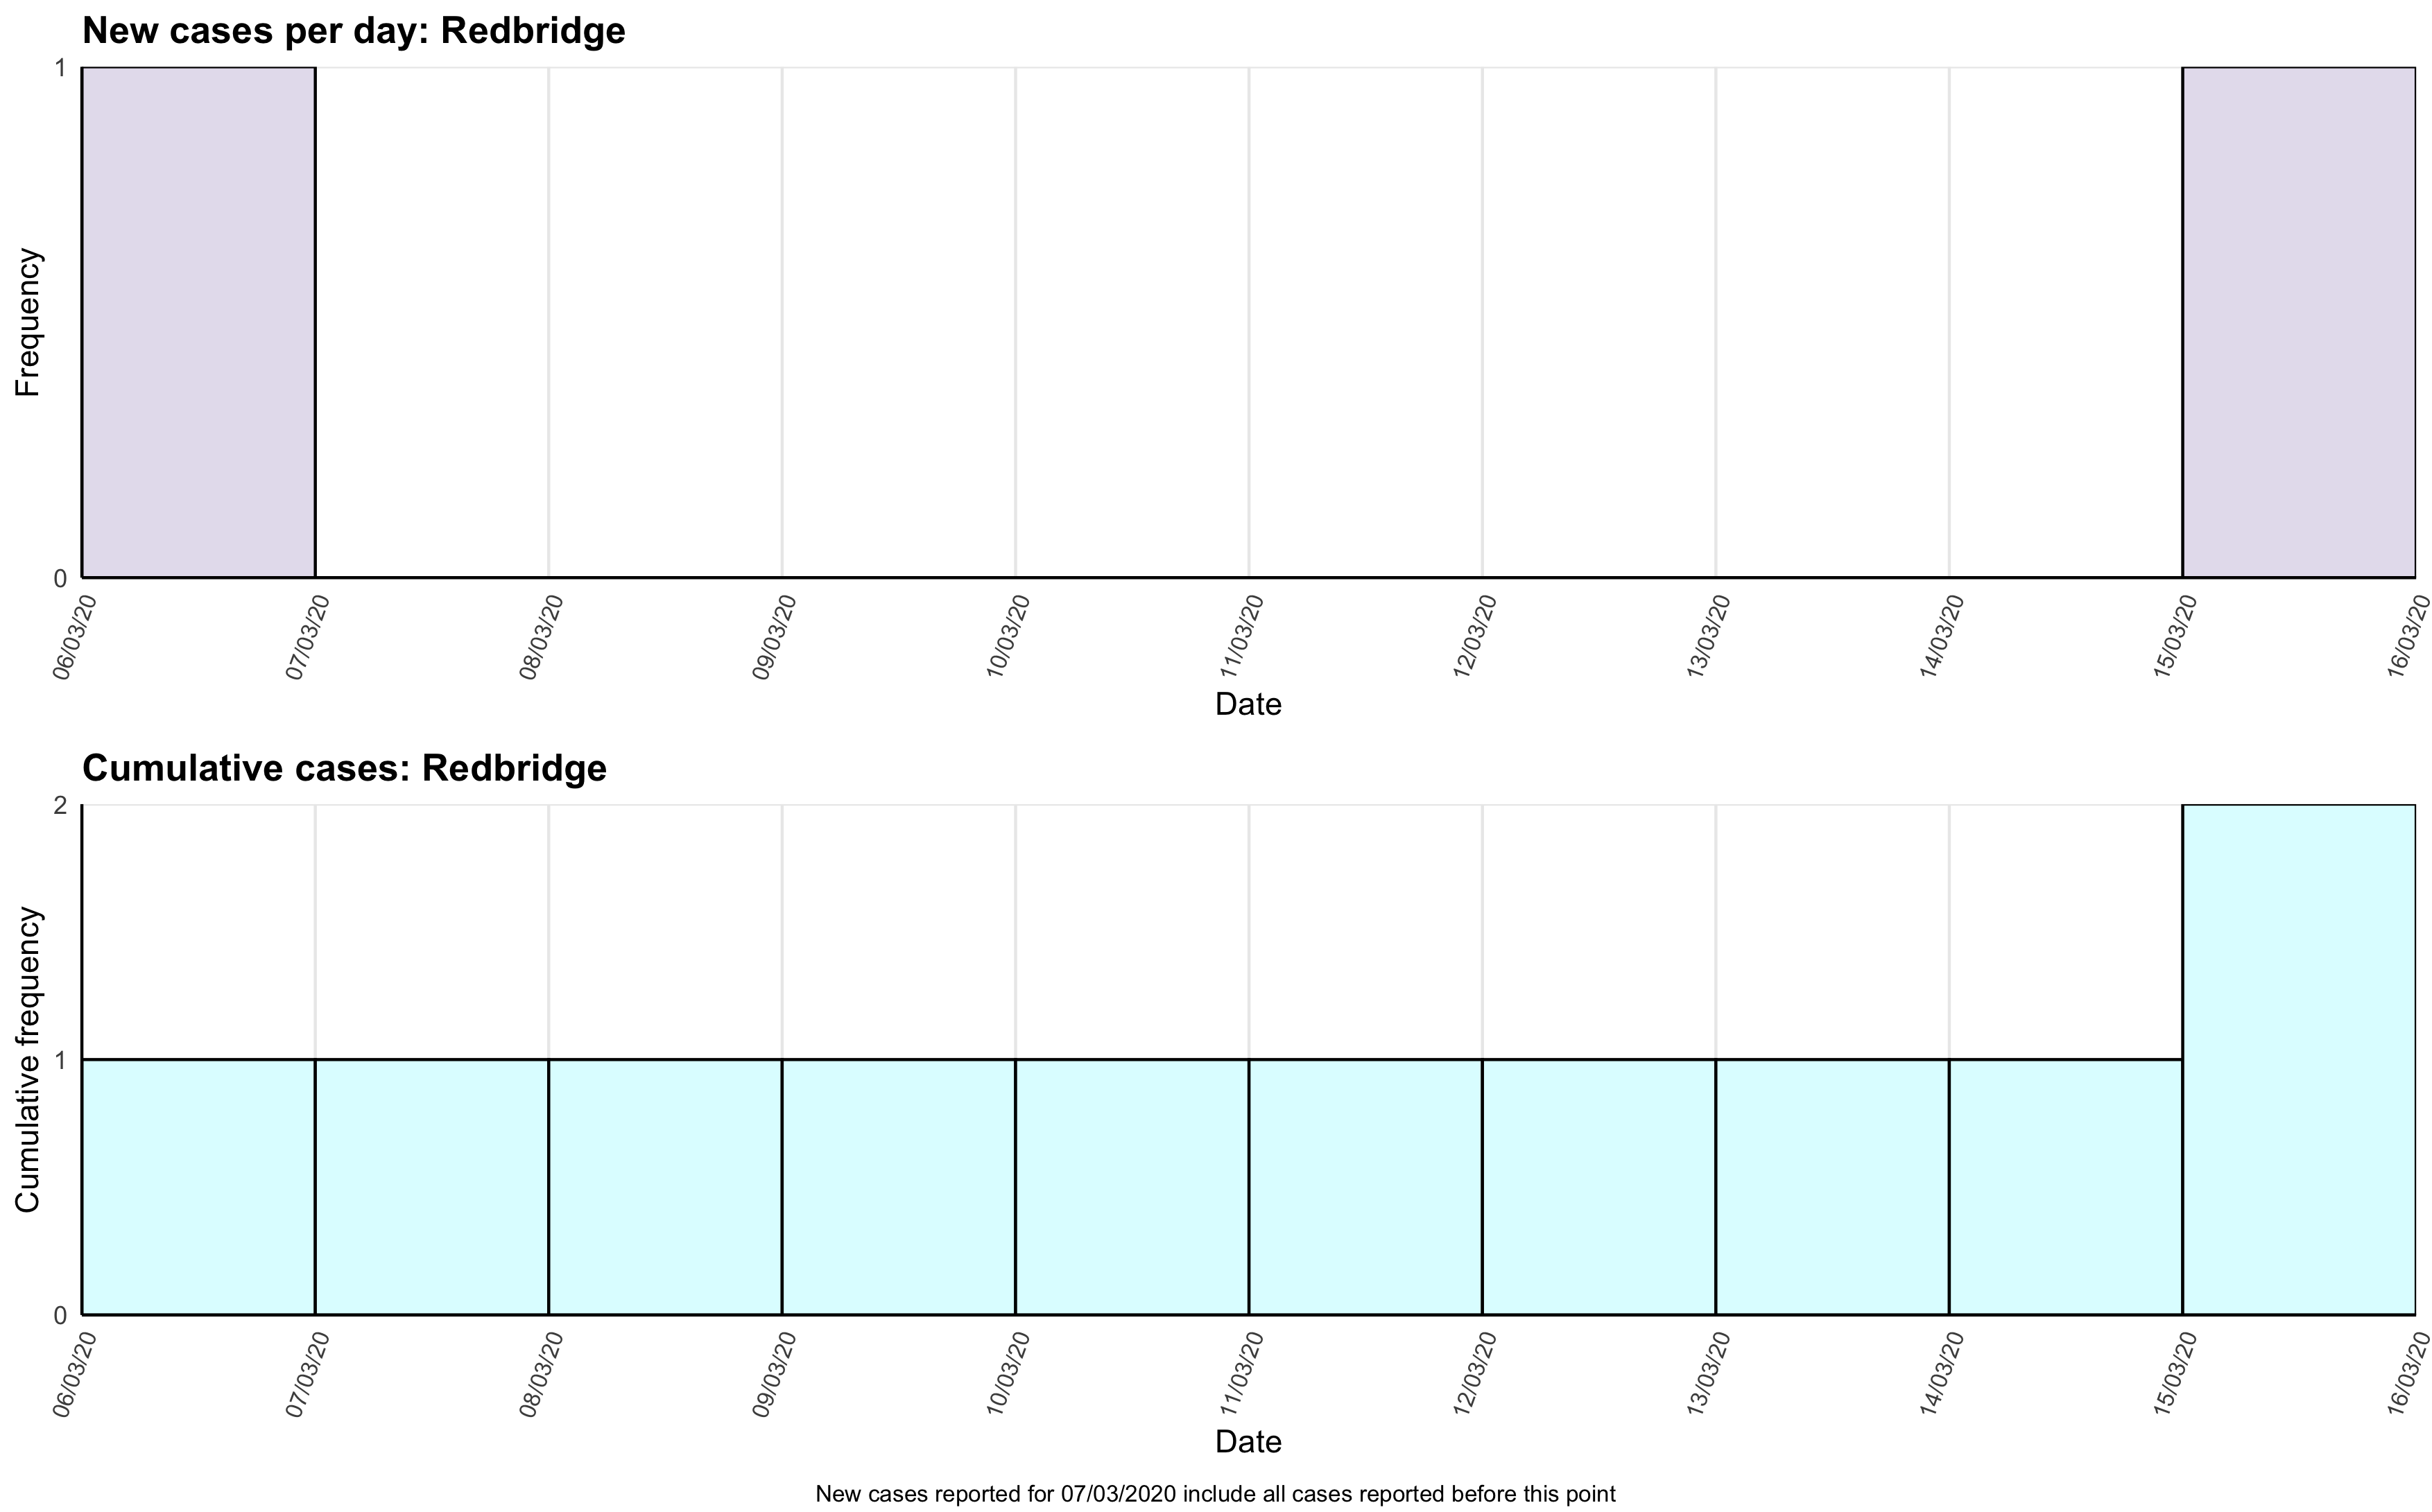 New cases per day: Redbridge
1
Frequency
0
06/03/20 07/03/20 08/03/20 09/03/20 10/03/20 11/03/20 12/03/20 13/03/20 14/03/20 15/03/20 16/03/20
Date
Cumulative cases: Redbridge
2
Cumulative frequency
1
0
06/03/20 07/03/20 08/03/20 09/03/20 10/03/20 11/03/20 12/03/20 13/03/20 14/03/20 15/03/20 16/03/20
Date
New cases reported for 07/03/2020 include all cases reported before this point